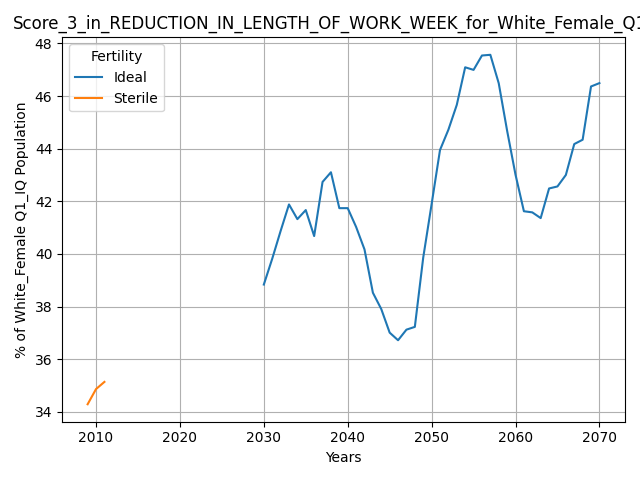 Score_3_in_REDUCTION_IN_LENGTH_OF_WORK_WEEK_for_White_Female_Q1
Fertility
Ideal
Sterile
% of White_Female Q1_IQ Population
48
46
44
42
40
38
36
34
2010 2020 2030 2040 2050 2060 2070
Years